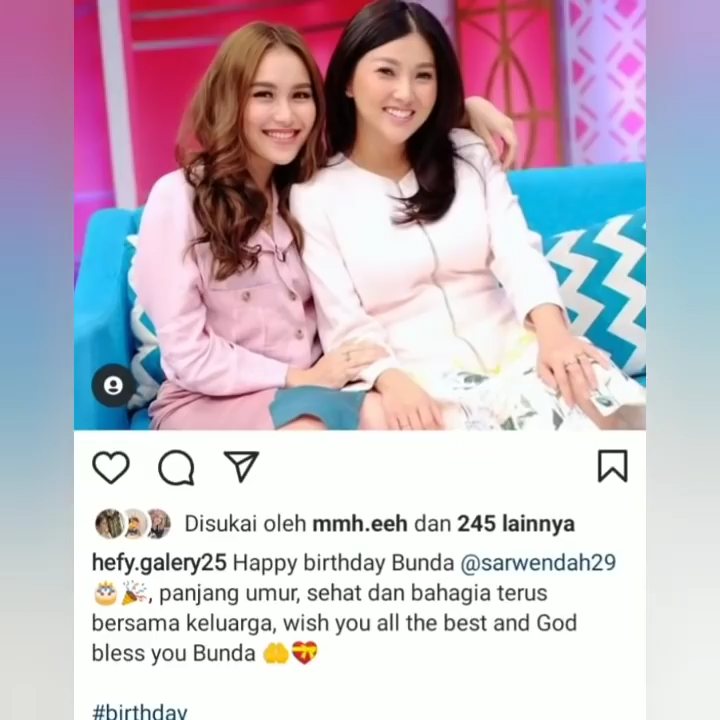 Disukai oleh mmh.eeh dan 245 lainnya
hefy.galery25 Happy birthday Bunda @sarwendah29
🎂🎉, panjang umur, sehat dan bahagia terus
bersama keluarga, wish you all the best and God
bless you Bunda 🤲💝
#birthday